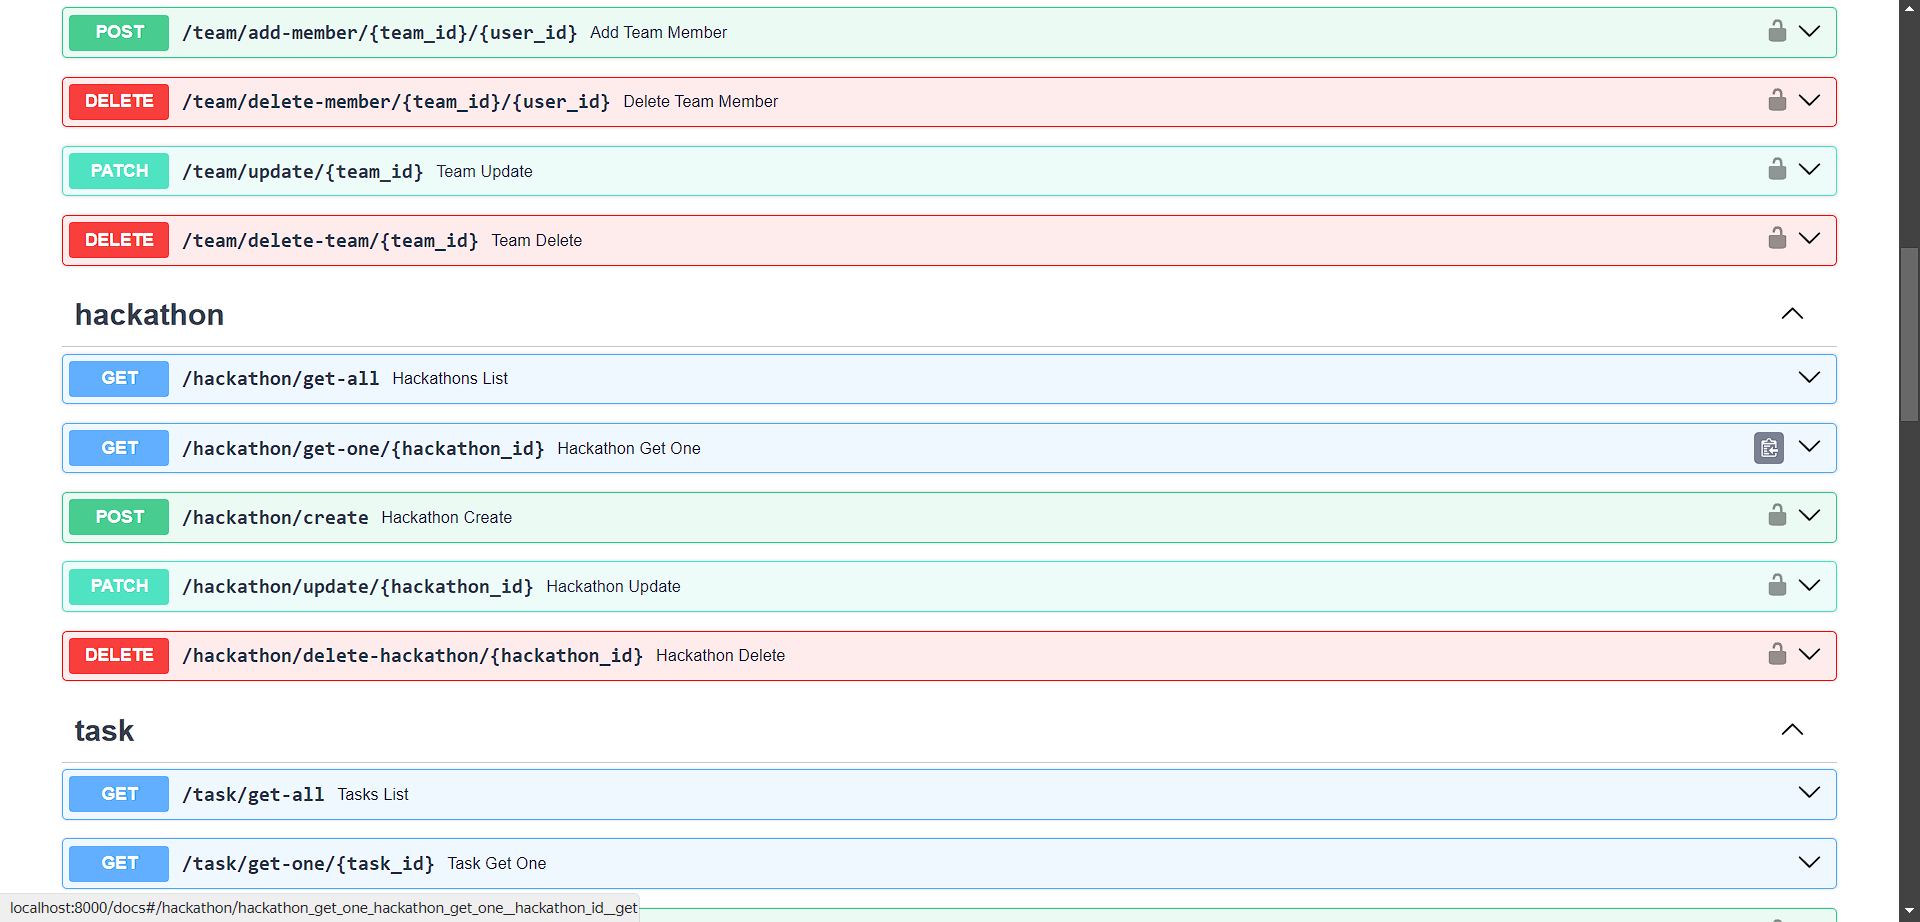 POST /team/add-member/{team_id}/{user_id} Add Team Member
DELETE /team/delete-member/{team_id}/{user_id} Delete Team Member
PATCH /team/update/{team_id} Team Update
DELETE /team/delete-team/{team_id} Team Delete
hackathon
GET /hackathon/get-all Hackathons List
GET /hackathon/get-one/{hackathon_id} Hackathon Get One
POST /hackathon/create Hackathon Create
PATCH /hackathon/update/{hackathon_id} Hackathon Update
DELETE /hackathon/delete-hackathon/{hackathon_id} Hackathon Delete
task
GET /task/get-all Tasks List
GET /task/get-one/{task_id} Task Get One
localhost:8000/docs#/hackathon/hackathon_get_one_hackathon_get_one__hackathon_id__get